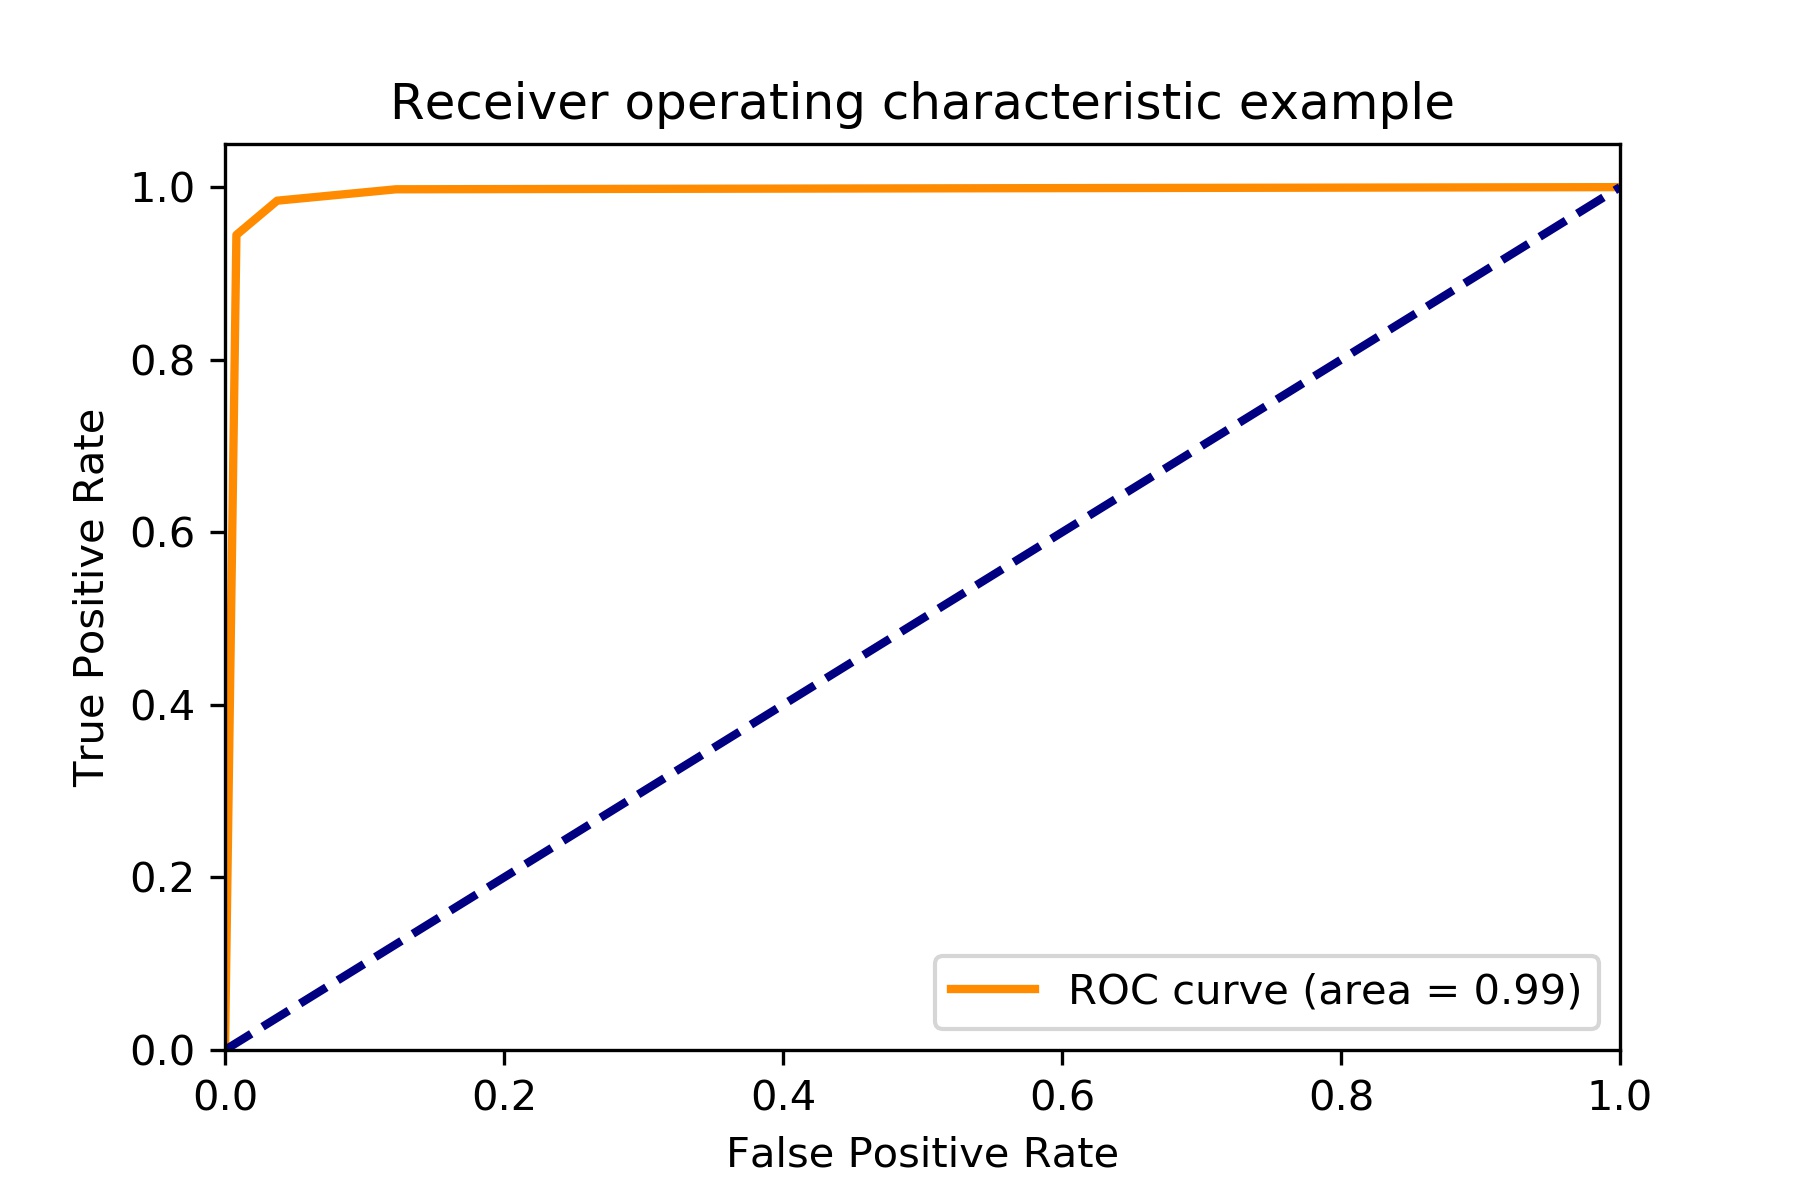 Receiver operating characteristic example
1.0
0.8
0.6
0.4
0.2
0.0
True Positive Rate
ROC curve (area = 0.99)
0.0 0.2 0.4 0.6 0.8 1.0
False Positive Rate